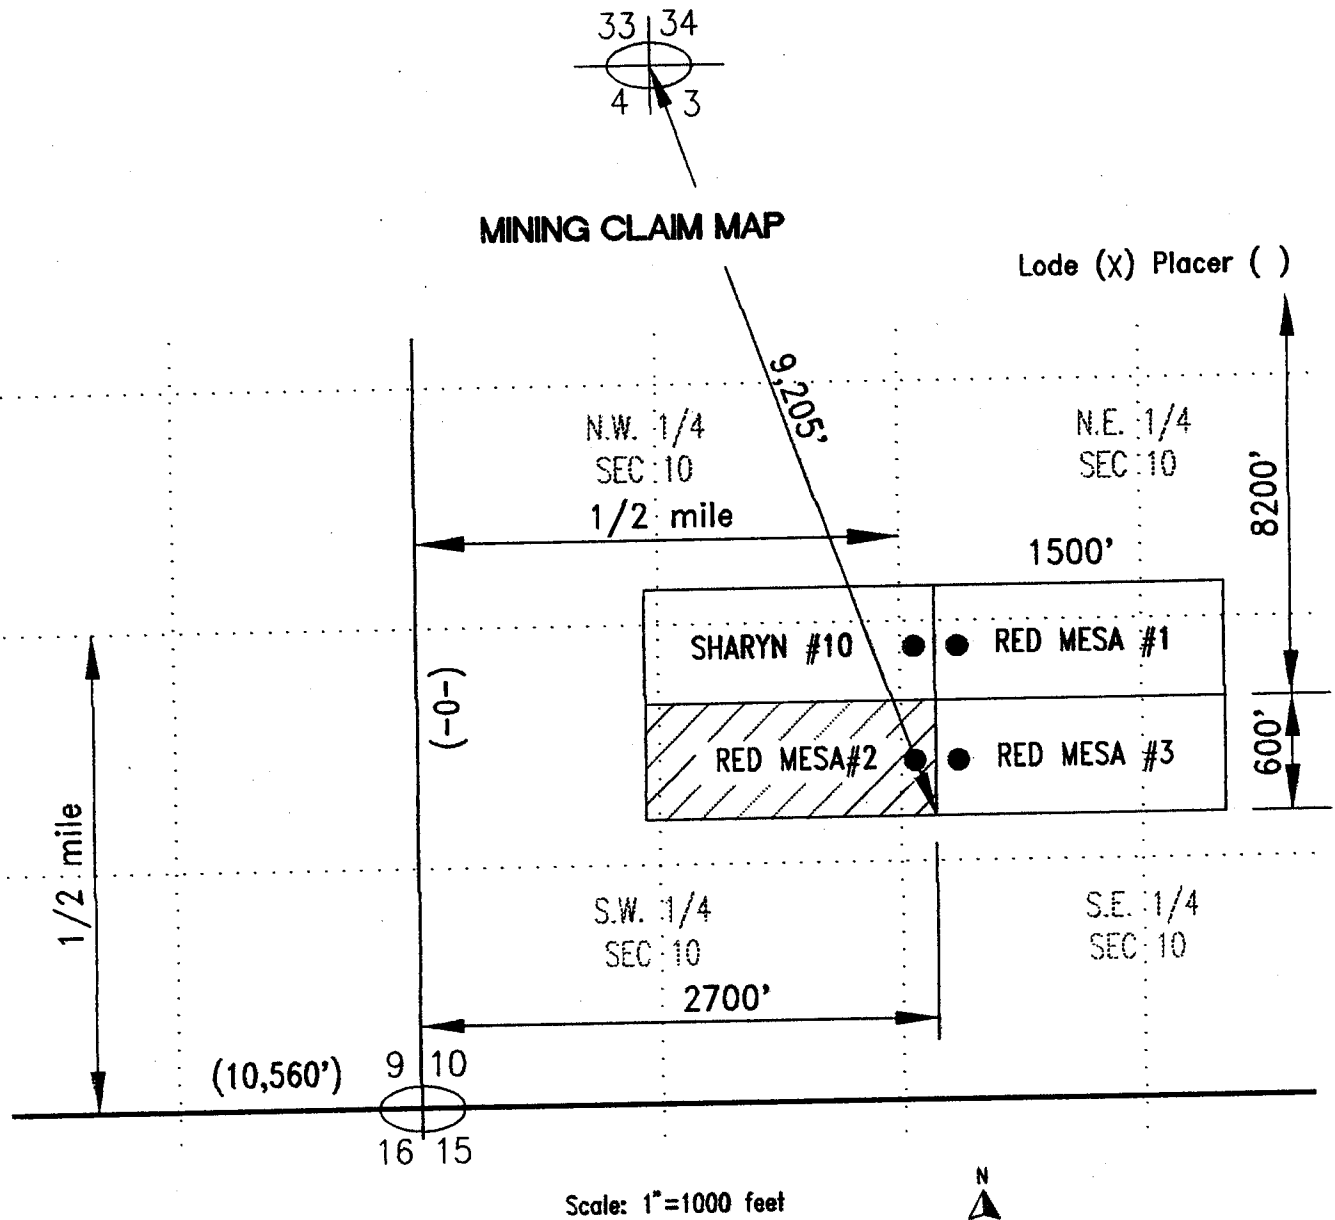 33 34
4 3
MINING CLAIM MAP
Lode (X) Placer ( )
9,205'
N.W. 1/4
SEC 10
N.E. 1/4
SEC 10
8200'
1/2 mile
1500'
SHARYN #10
RED MESA #1
(-0-)
RED MESA#2
RED MESA #3
600'
1/2 mile
S.W. 1/4
SEC 10
S.E. 1/4
SEC 10
2700'
(10,560')
9 10
16 15
N
Scale: 1"=1000 feet